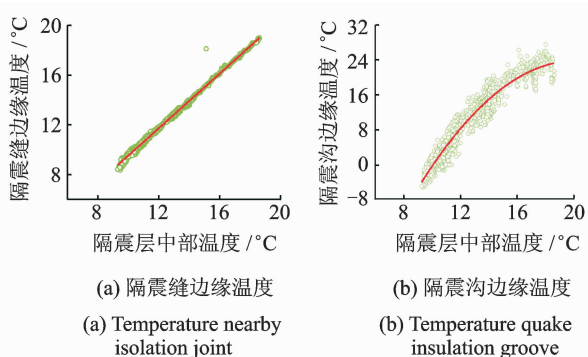 20
16
12
8
隔震缝边缘温度/°C
8
12
16
20
隔震层中部温度/°C
(a) 隔震缝边缘温度
(a) Temperature nearby
isolation joint
32
24
16
8
0
−8
隔震沟边缘温度/°C
8
12
16
20
隔震层中部温度/°C
(b) 隔震沟边缘温度
(b) Temperature quake
insulation groove